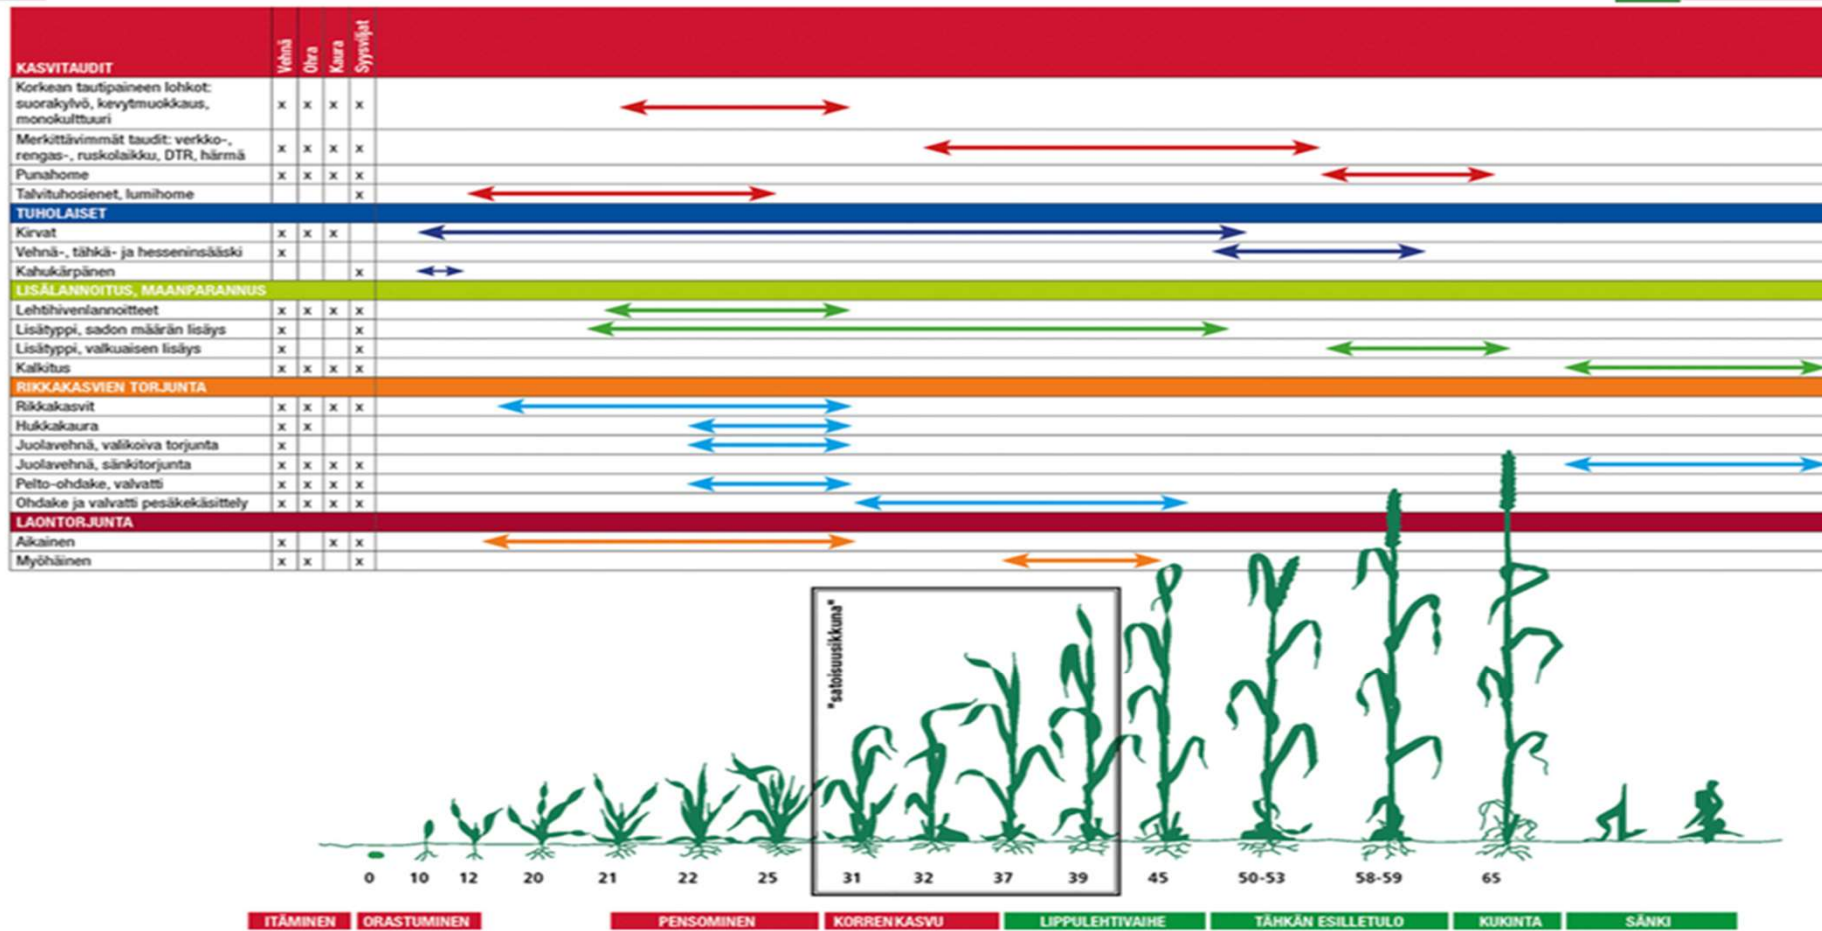 Vehnä
Ohra
Kaura
Syysviljat
KASVITAUDIT
Korkean tautipaineen lohkot:
suorakylvö, kevytmuokkaus,
monokulttuuri
x x x x
Merkittävimmät taudit: verkko-,
rengas-, ruskolaikku, DTR, härmä
x x x x
Punahome x x x x
Talvituhosienet, lumihome x
TUHOLAISET
Kirvat x x x
Vehnä-, tähkä- ja hesseninsääski x
Kahukärpänen x
LISÄLANNOITUS, MAANPARANNUS
Lehtihivenlannoitteet x x x x
Lisätyppi, sadon määrän lisäys x x
Lisätyppi, valkuaisen lisäys x x
Kalkitus x x x x
RIKKAKASVIEN TORJUNTA
Rikkakasvit x x x x
Hukkakaura x x
Juolavehnä, valikoiva torjunta x
Juolavehnä, sänkitorjunta x x x x
Pelto-ohdake, valvatti x x x x
Ohdake ja valvatti pesäkekäsittely x x x x
LAONTORJUNTA
Aikainen x x x
Myöhäinen x x x
"satoisuusikkuna"
0 10 12 20 21 22 25 31 32 37 39 45 50-53 58-59 65
ITÄMINEN ORASTUMINEN PENSOMINEN KORRENKASVU LIPPULEHTIVAIHE TÄHKÄN ESILLETULO KUKINTA SÄNKI